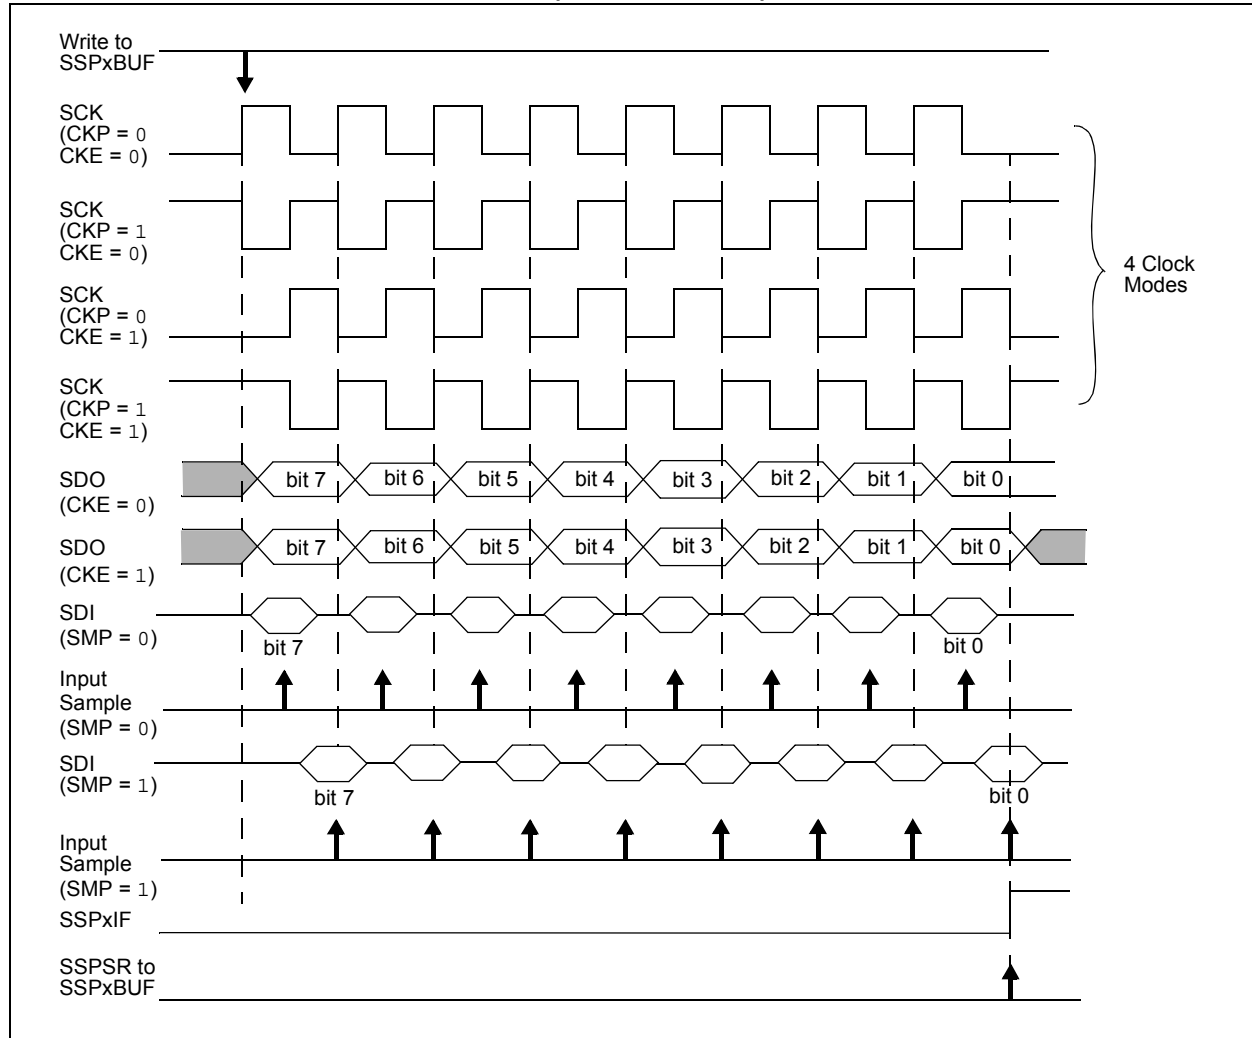 Write to
SSPxBUF
SCK
(CKP = 0
CKE = 0)
SCK
(CKP = 1
CKE = 0)
4 Clock
Modes
SCK
(CKP = 0
CKE = 1)
SCK
(CKP = 1
CKE = 1)
SDO
(CKE = 0)
bit 7 bit 6 bit 5 bit 4 bit 3 bit 2 bit 1 bit 0
SDO
(CKE = 1)
bit 7 bit 6 bit 5 bit 4 bit 3 bit 2 bit 1 bit 0
SDI
(SMP = 0)
bit 7 bit 0
Input
Sample
(SMP = 0)
SDI
(SMP = 1)
bit 7 bit 0
Input
Sample
(SMP = 1)
SSPxIF
SSPSR to
SSPxBUF